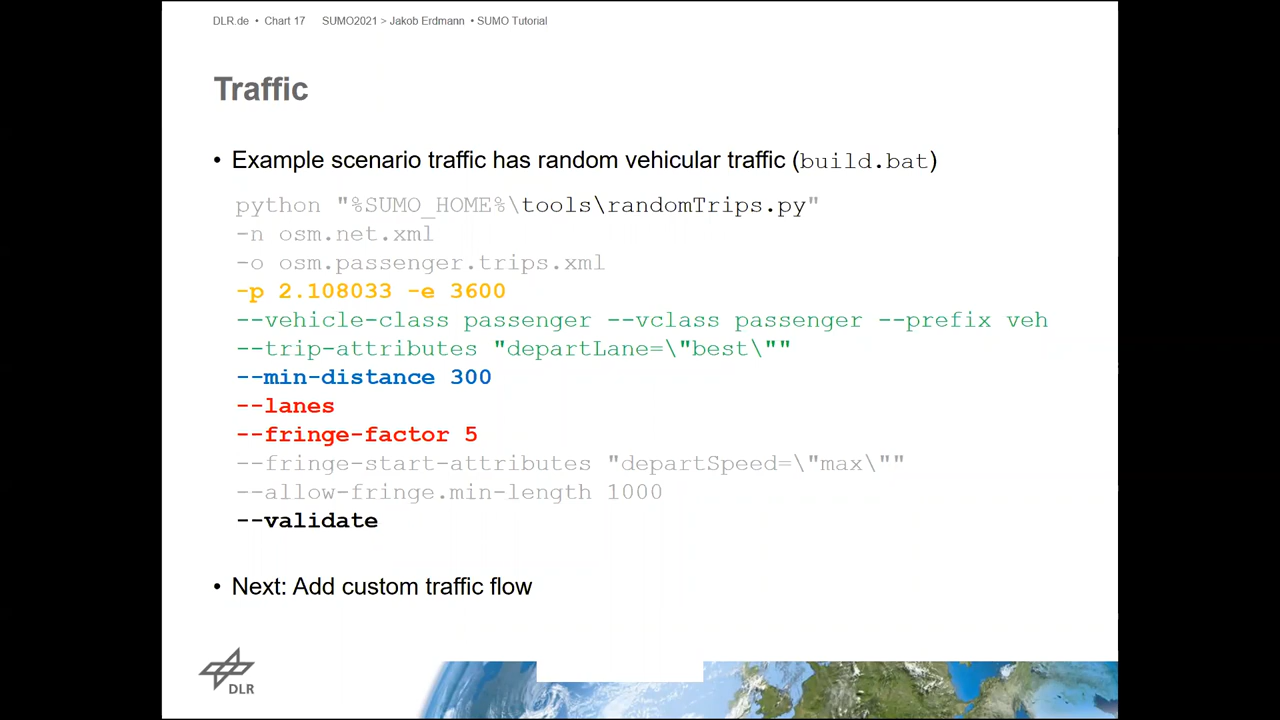 DLR.de • Chart 17 SUMO2021 > Jakob Erdmann • SUMO Tutorial
Traffic
• Example scenario traffic has random vehicular traffic (build.bat)
python "%SUMO_HOME%\tools\randomTrips.py"
-n osm.net.xml
-o osm.passenger.trips.xml
-p 2.108033 -e 3600
--vehicle-class passenger --vclass passenger --prefix veh
--trip-attributes "departLane=\"best\""
--min-distance 300
--lanes
--fringe-factor 5
--fringe-start-attributes "departSpeed=\"max\""
--allow-fringe.min-length 1000
--validate
• Next: Add custom traffic flow
DLR